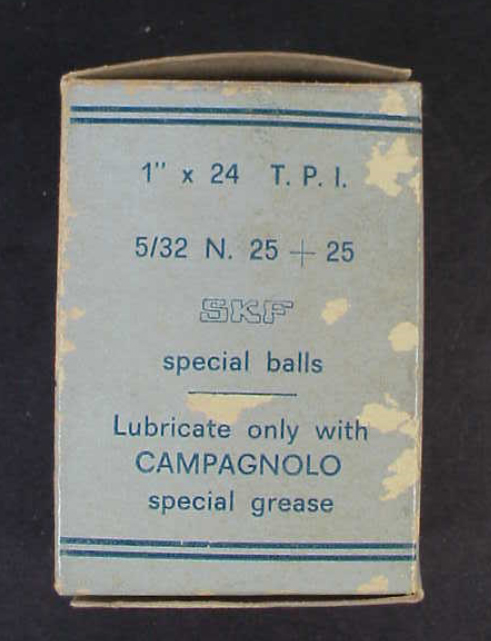 1" x 24 T. P. I.
5/32 N. 25 + 25
SKF
special balls
Lubricate only with
CAMPAGNOLO
special grease